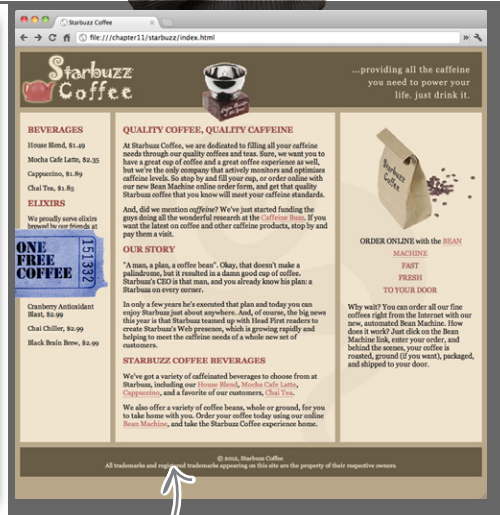 Starbuzz Coffee
file:///chapter11/starbuzz/index.html
Starbuzz
Coffee
...providing all the caffeine
you need to power your
life. just drink it.
BEVERAGES
House Blend, $1.49
Mocha Cafe Latte, $2.35
Cappuccino, $1.89
Chai Tea, $1.85
ELIXIRS
We proudly serve elixirs
brewed by our friends at
ONE
FREE
COFFEE
151332
Cranberry Antioxidant
Blast, $2.99
Chai Chiller, $2.99
Black Brain Brew, $2.99
QUALITY COFFEE, QUALITY CAFFEINE
At Starbuzz Coffee, we are dedicated to filling all your caffeine
needs through our quality coffees and teas. Sure, we want you to
have a great cup of coffee and a great coffee experience as well,
but we're the only company that actively monitors and optimizes
caffeine levels. So stop by and fill your cup, or order online with
our new Bean Machine online order form, and get that quality
Starbuzz coffee that you know will meet your caffeine standards.
And, did we mention caffeine? We've just started funding the
guys doing all the wonderful research at the Caffeine Buzz. If you
want the latest on coffee and other caffeine products, stop by and
pay them a visit.
OUR STORY
"A man, a plan, a coffee bean". Okay, that doesn't make a
palindrome, but it resulted in a damn good cup of coffee.
Starbuzz's CEO is that man, and you already know his plan: a
Starbuzz on every corner.
In only a few years he's executed that plan and today you can
enjoy Starbuzz just about anywhere. And, of course, the big news
this year is that Starbuzz teamed up with Head First readers to
create Starbuzz's Web presence, which is growing rapidly and
helping to meet the caffeine needs of a whole new set of
customers.
STARBUZZ COFFEE BEVERAGES
We've got a variety of caffeinated beverages to choose from at
Starbuzz, including our House Blend, Mocha Cafe Latte,
Cappuccino, and a favorite of our customers, Chai Tea.
We also offer a variety of coffee beans, whole or ground, for you
to take home with you. Order your coffee today using our online
Bean Machine, and take the Starbuzz Coffee experience home.
Starbuzz
Coffee
ORDER ONLINE with the BEAN
MACHINE
FAST
FRESH
TO YOUR DOOR
Why wait? You can order all our fine
coffees right from the Internet with our
new, automated Bean Machine. How
does it work? Just click on the Bean
Machine link, enter your order, and
behind the scenes, your coffee is
roasted, ground (if you want), packaged,
and shipped to your door.
© 2012, Starbuzz Coffee
All trademarks and registered trademarks appearing on this site are the property of their respective owners.